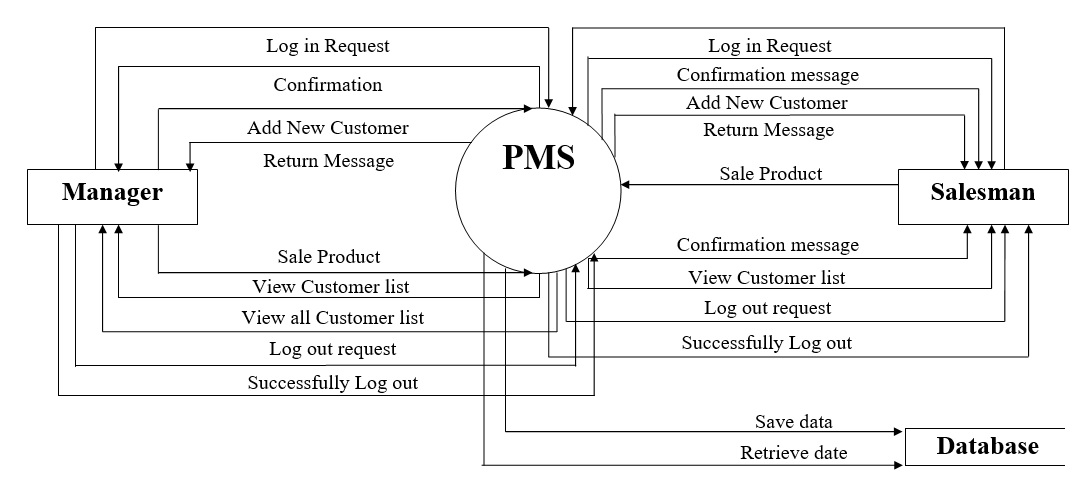 Log in Request
Confirmation
Add New Customer
Return Message
Manager
Sale Product
View Customer list
View all Customer list
Log out request
Successfully Log out
PMS
Log in Request
Confirmation message
Add New Customer
Return Message
Sale Product
Salesman
Confirmation message
View Customer list
Log out request
Successfully Log out
Save data
Retrieve date
Database